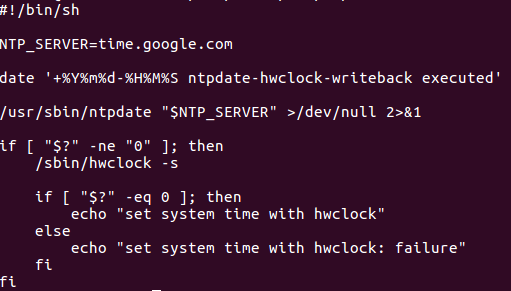 #!/bin/sh
NTP_SERVER=time.google.com
date '+%Y%m%d-%H%M%S ntpdate-hwclock-writeback executed'
/usr/sbin/ntpdate "$NTP_SERVER" >/dev/null 2>&1
if [ "$?" -ne "0" ]; then
    /sbin/hwclock -s
    if [ "$?" -eq 0 ]; then
        echo "set system time with hwclock"
    else
        echo "set system time with hwclock: failure"
    fi
fi